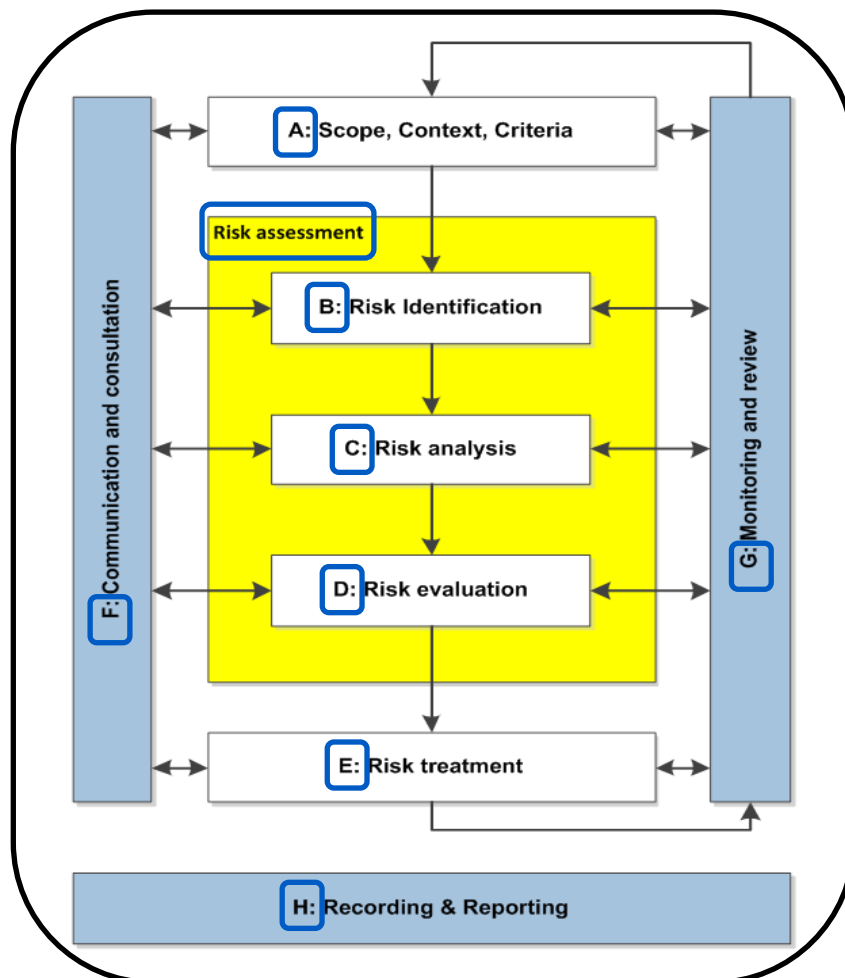 A: Scope, Context, Criteria
Risk assessment
B: Risk Identification
C: Risk analysis
D: Risk evaluation
E: Risk treatment
F: Communication and consultation
G: Monitoring and review
H: Recording & Reporting